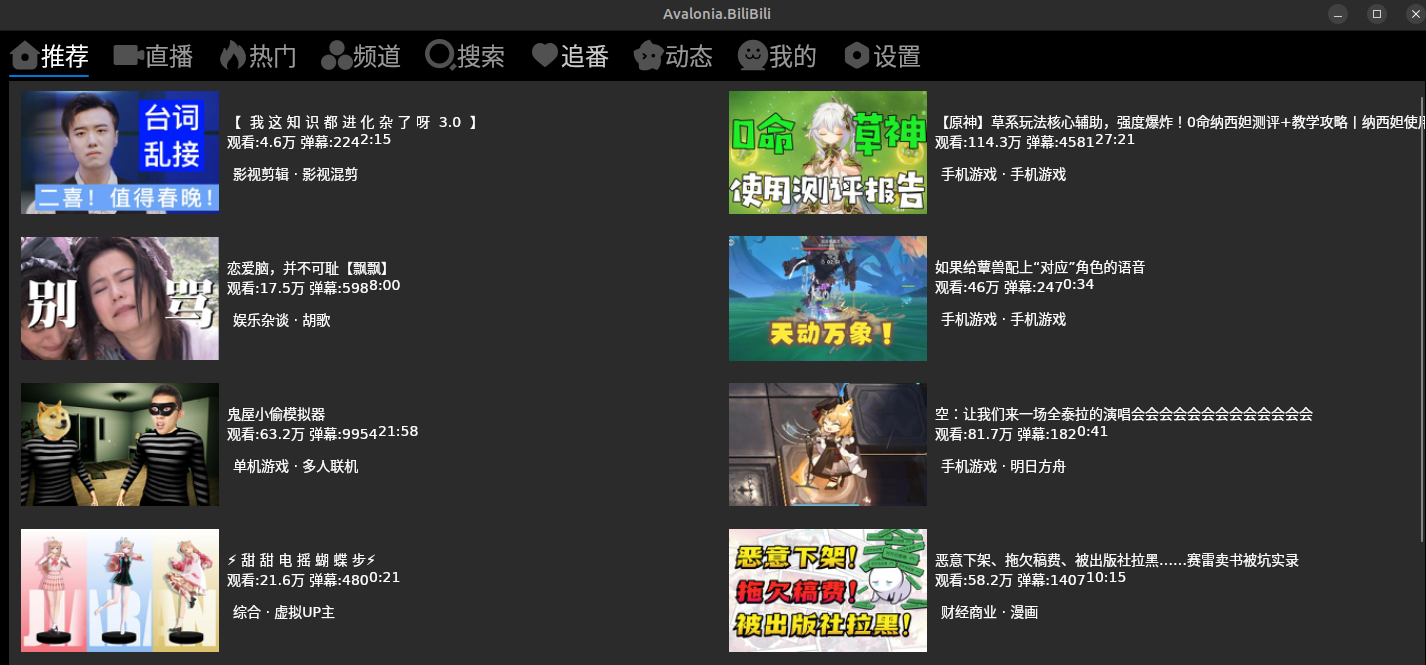 Avalonia.BiliBili
推荐 直播 热门 频道 搜索 追番 动态 我的 设置
台词
乱接
二喜！值得春晚！
【 我 这 知 识 都 进 化 杂 了 呀 3.0 】
观看:4.6万 弹幕:224 2:15
影视剪辑 · 影视混剪
0命 草神
使用测评报告
【原神】草系玩法核心辅助，强度爆炸！0命纳西妲测评+教学攻略丨纳西妲使用
观看:114.3万 弹幕:4581 27:21
手机游戏 · 手机游戏
别 骂
恋爱脑，并不可耻【飘飘】
观看:17.5万 弹幕:598 8:00
娱乐杂谈 · 胡歌
天动万象！
如果给蕈兽配上“对应”角色的语音
观看:46万 弹幕:247 0:34
手机游戏 · 手机游戏
鬼屋小偷模拟器
观看:63.2万 弹幕:9954 21:58
单机游戏 · 多人联机
空：让我们来一场全泰拉的演唱会会会会会会会会会会会会会
观看:81.7万 弹幕:182 0:41
手机游戏 · 明日方舟
⚡ 甜 甜 电 摇 蝴 蝶 步⚡
观看:21.6万 弹幕:480 0:21
综合 · 虚拟UP主
恶意下架！
拖欠稿费！
被出版社拉黑！
恶意下架、拖欠稿费、被出版社拉黑……赛雷卖书被坑实录
观看:58.2万 弹幕:1407 10:15
财经商业 · 漫画